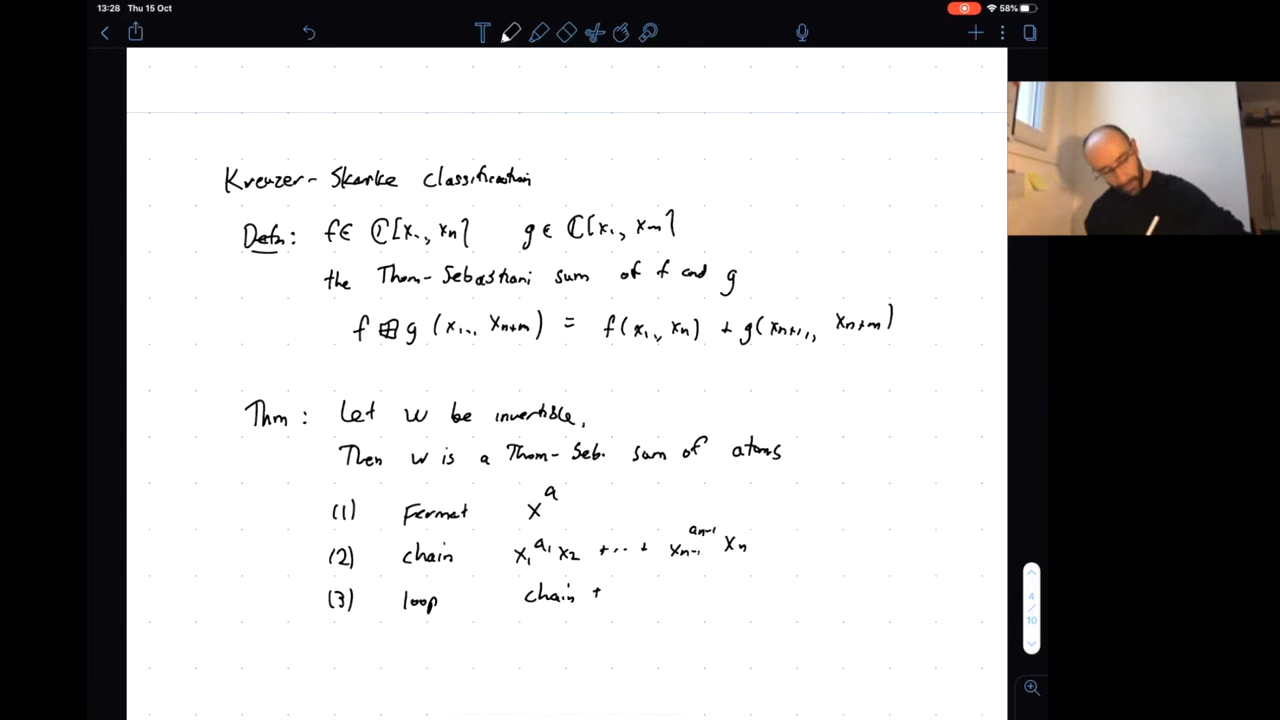 13:28 Thu 15 Oct
58%
Kreuzer-Skarke classification
Defn: f ∈ ℂ[x.., xn] g ∈ ℂ[x1, xm]
the Thom-Sebastiani sum of f and g
f ⊞ g (x1.., xn+m) = f(x1, xn) + g(xn+1, xn+m)
Thm: Let w be invertible,
Then w is a Thom-Seb. sum of atoms
(1) Fermat x^a
(2) chain x1^a1 x2 + ... + xn-1^an-1 xn
(3) loop chain +
4
/
10